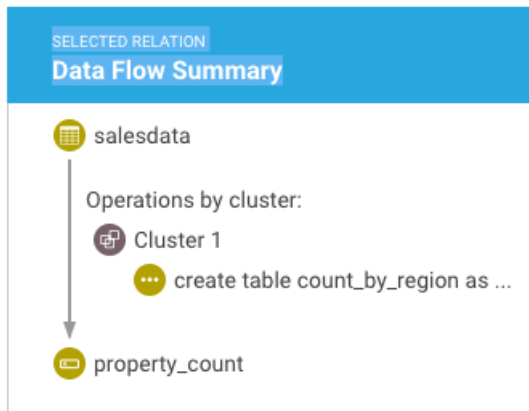 SELECTED RELATION
Data Flow Summary
salesdata
Operations by cluster:
Cluster 1
create table count_by_region as ...
property_count